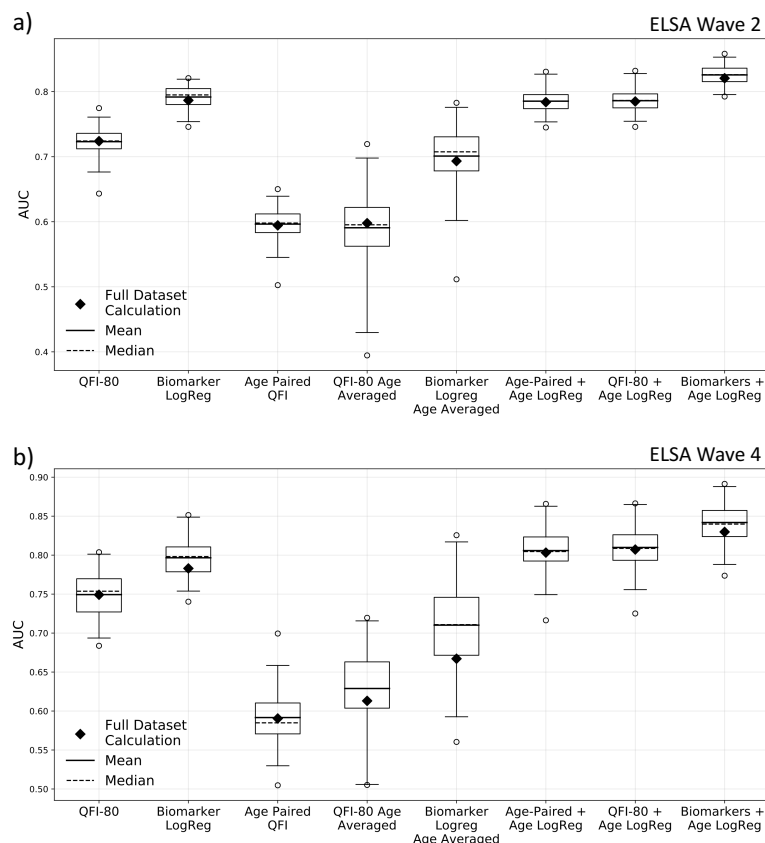 a)
ELSA Wave 2
0.8
0.7
0.6
0.5
0.4
AUC
Full Dataset
Calculation
Mean
Median
QFI-80
Biomarker
LogReg
Age Paired
QFI
QFI-80 Age
Averaged
Biomarker
Logreg
Age Averaged
Age-Paired +
Age LogReg
QFI-80 +
Age LogReg
Biomarkers +
Age LogReg
b)
ELSA Wave 4
0.90
0.85
0.80
0.75
0.70
0.65
0.60
0.55
0.50
AUC
Full Dataset
Calculation
Mean
Median
QFI-80
Biomarker
LogReg
Age Paired
QFI
QFI-80 Age
Averaged
Biomarker
Logreg
Age Averaged
Age-Paired +
Age LogReg
QFI-80 +
Age LogReg
Biomarkers +
Age LogReg